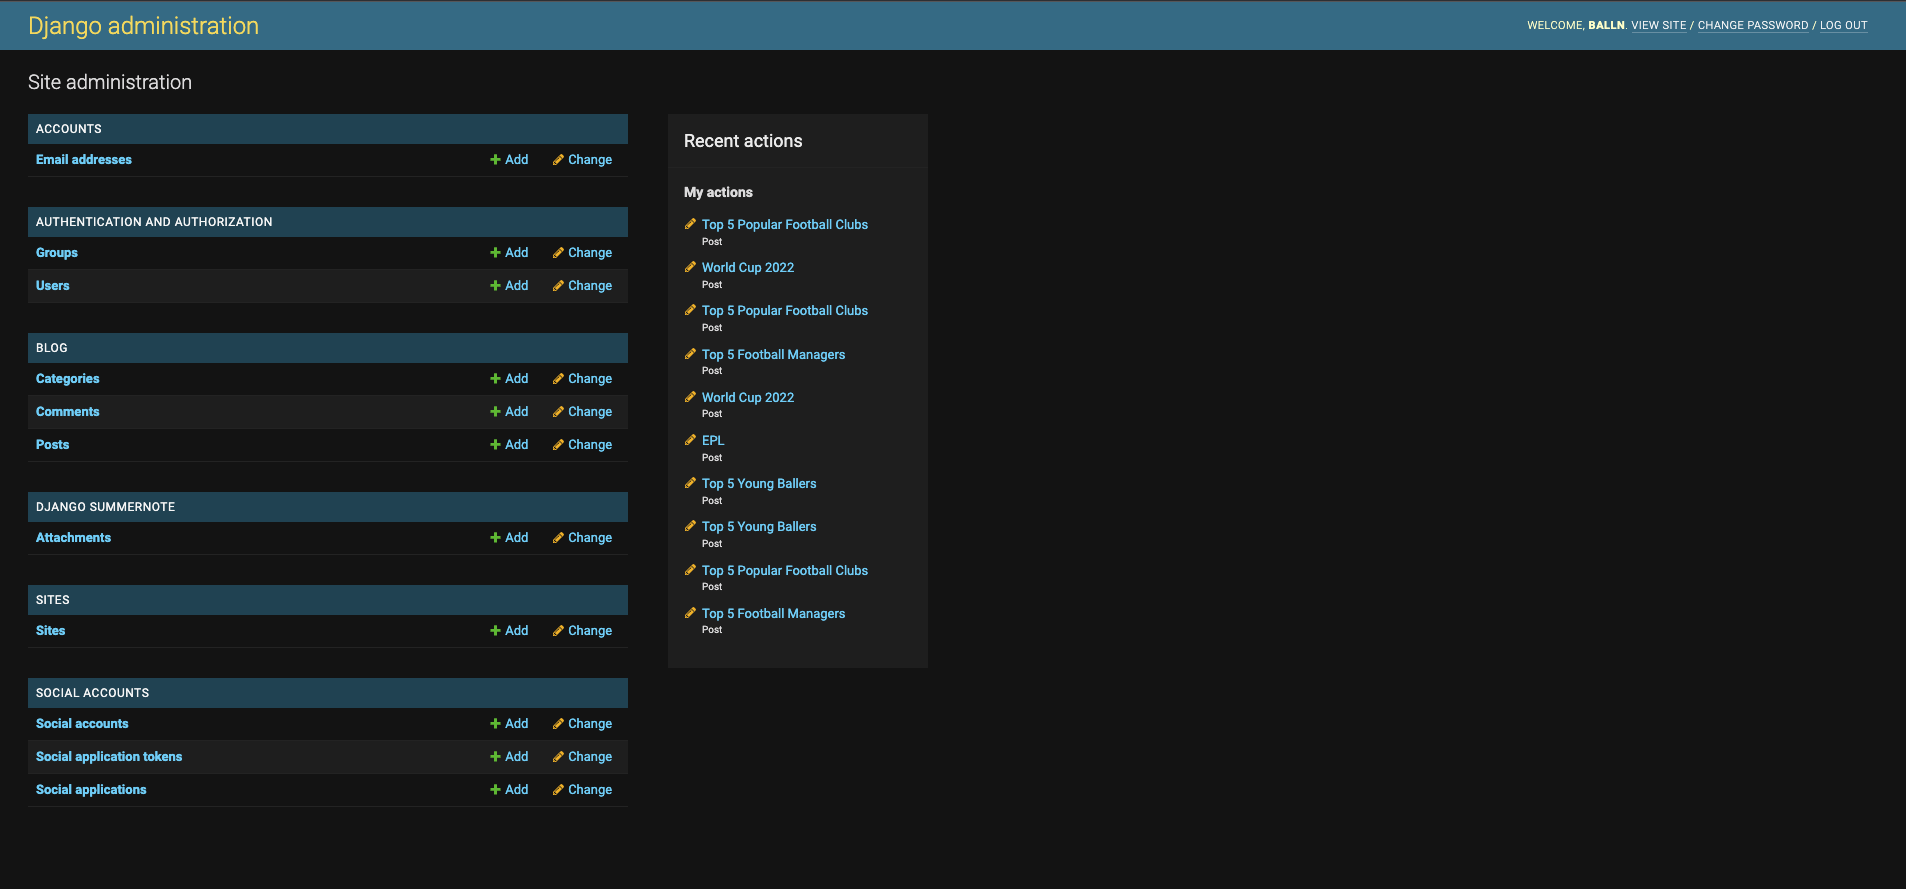 Django administration
WELCOME, BALLN. VIEW SITE / CHANGE PASSWORD / LOG OUT
Site administration
ACCOUNTS
Email addresses Add Change
AUTHENTICATION AND AUTHORIZATION
Groups Add Change
Users Add Change
BLOG
Categories Add Change
Comments Add Change
Posts Add Change
DJANGO SUMMERNOTE
Attachments Add Change
SITES
Sites Add Change
SOCIAL ACCOUNTS
Social accounts Add Change
Social application tokens Add Change
Social applications Add Change
Recent actions
My actions
Top 5 Popular Football Clubs
Post
World Cup 2022
Post
Top 5 Popular Football Clubs
Post
Top 5 Football Managers
Post
World Cup 2022
Post
EPL
Post
Top 5 Young Ballers
Post
Top 5 Young Ballers
Post
Top 5 Popular Football Clubs
Post
Top 5 Football Managers
Post